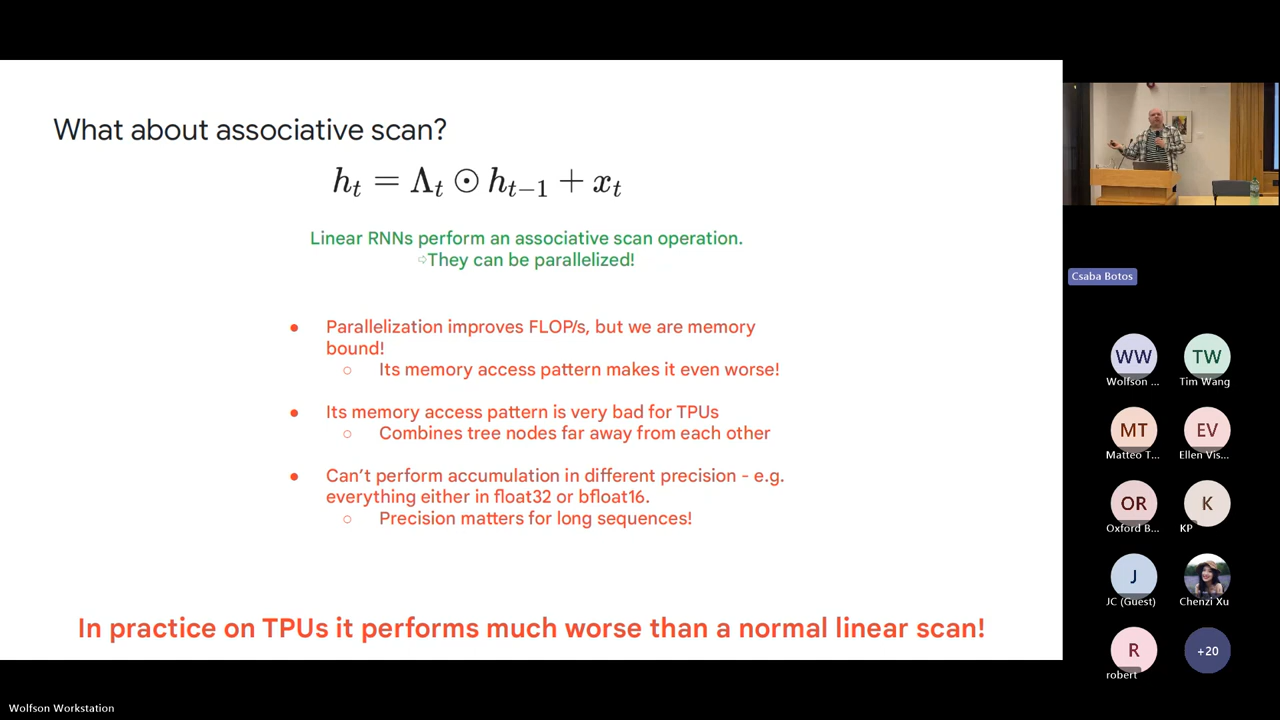 What about associative scan?
hₜ = Λₜ ⊙ hₜ₋₁ + xₜ
Linear RNNs perform an associative scan operation.
⇨They can be parallelized!
● Parallelization improves FLOP/s, but we are memory
bound!
○ Its memory access pattern makes it even worse!
● Its memory access pattern is very bad for TPUs
○ Combines tree nodes far away from each other
● Can't perform accumulation in different precision - e.g.
everything either in float32 or bfloat16.
○ Precision matters for long sequences!
In practice on TPUs it performs much worse than a normal linear scan!
Csaba Botos
WW TW
Wolfson ... Tim Wang
MT EV
Matteo T... Ellen Vis...
OR K
Oxford B... KP
J
JC (Guest) Chenzi Xu
R +20
robert
Wolfson Workstation